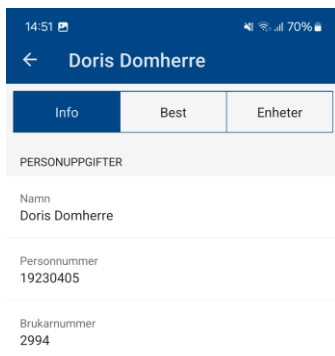 14:51 70%
Doris Domherre
Info Best Enheter
PERSONUPPGIFTER
Namn
Doris Domherre
Personnummer
19230405
Brukarnummer
2994